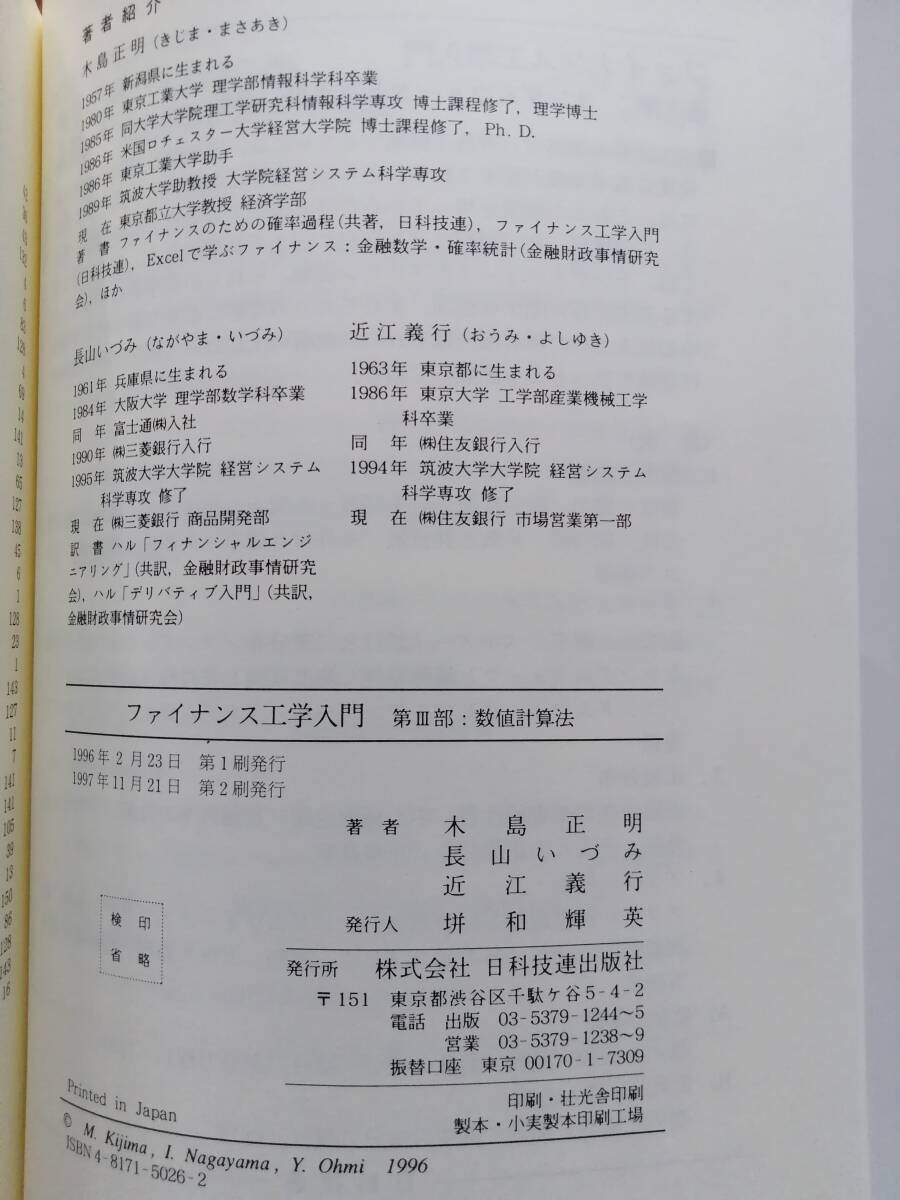 著者紹介
木島正明(きじま・まさあき)
1957年 新潟県に生まれる
1980年 東京工業大学 理学部情報科学科卒業
1985年 同大学大学院理工学研究科情報科学専攻 博士課程修了，理学博士
1986年 米国ロチェスター大学経営大学院 博士課程修了，Ph. D.
1986年 東京工業大学助手
1989年 筑波大学助教授 大学院経営システム科学専攻
現 在 東京都立大学教授 経済学部
著 書 ファイナンスのための確率過程(共著，日科技連)，ファイナンス工学入門
(日科技連)，Excelで学ぶファイナンス：金融数学・確率統計(金融財政事情研究
会)，ほか
長山いづみ(ながやま・いづみ)
1961年 兵庫県に生まれる
1984年 大阪大学 理学部数学科卒業
同 年 富士通㈱入社
1990年 ㈱三菱銀行入行
1995年 筑波大学大学院 経営システム
科学専攻 修了
現 在 ㈱三菱銀行 商品開発部
訳 書 ハル「フィナンシャルエンジ
ニアリング」(共訳，金融財政事情研究
会)，ハル「デリバティブ入門」(共訳，
金融財政事情研究会)
近江義行(おうみ・よしゆき)
1963年 東京都に生まれる
1986年 東京大学 工学部産業機械工学
科卒業
同 年 ㈱住友銀行入行
1994年 筑波大学大学院 経営システム
科学専攻 修了
現 在 ㈱住友銀行 市場営業第一部
ファイナンス工学入門 第Ⅲ部：数値計算法
1996年2月23日 第1刷発行
1997年11月21日 第2刷発行
著者 木島正明
長山いづみ
近江義行
発行人 垪和輝英
検印
省略
発行所 株式会社 日科技連出版社
〒151 東京都渋谷区千駄ケ谷5-4-2
電話 出版 03-5379-1244～5
営業 03-5379-1238～9
振替口座 東京 00170-1-7309
印刷・壮光舎印刷
製本・小実製本印刷工場
Printed in Japan
© M. Kijima, I. Nagayama, Y. Ohmi 1996
ISBN4-8171-5026-2
4
69
14
141
13
65
127
138
45
6
1
128
23
1
143
127
11
7
141
141
105
39
13
150
86
128
143
16